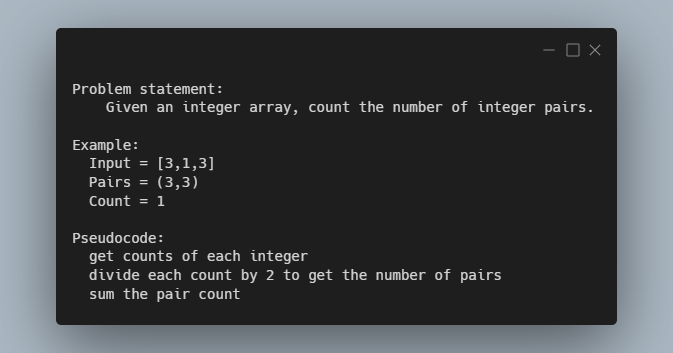 Problem statement:
Given an integer array, count the number of integer pairs.
Example:
Input = [3,1,3]
Pairs = (3,3)
Count = 1
Pseudocode:
get counts of each integer
divide each count by 2 to get the number of pairs
sum the pair count